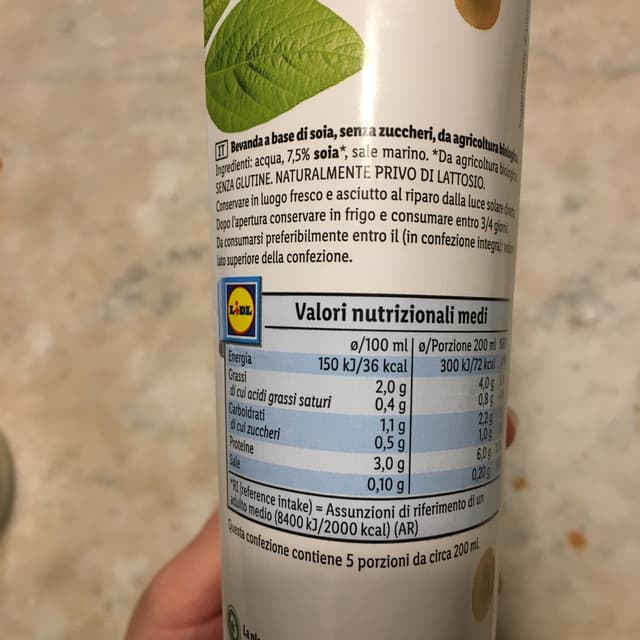 IT Bevanda a base di soia, senza zuccheri, da agricoltura
Ingredienti: acqua, 7,5% soia*, sale marino. *Da agricoltura
SENZA GLUTINE. NATURALMENTE PRIVO DI LATTOSIO.
Conservare in luogo fresco e asciutto al riparo dalla luce solare
Dopo l'apertura conservare in frigo e consumare entro 3/4 giorni.
Da consumarsi preferibilmente entro il (in confezione integra):
lato superiore della confezione.
LIDL
Valori nutrizionali medi
ø/100 ml ø/Porzione 200 ml
Energia 150 kJ/36 kcal 300 kJ/72 kcal
Grassi 2,0 g 4,0 g
di cui acidi grassi saturi 0,4 g 0,8 g
Carboidrati 1,1 g 2,2 g
di cui zuccheri 0,5 g 1,0 g
Proteine 3,0 g 6,0 g
Sale 0,10 g 0,20 g
*RI (reference intake) = Assunzioni di riferimento di un
adulto medio (8400 kJ/2000 kcal) (AR)
Questa confezione contiene 5 porzioni da circa 200 ml.